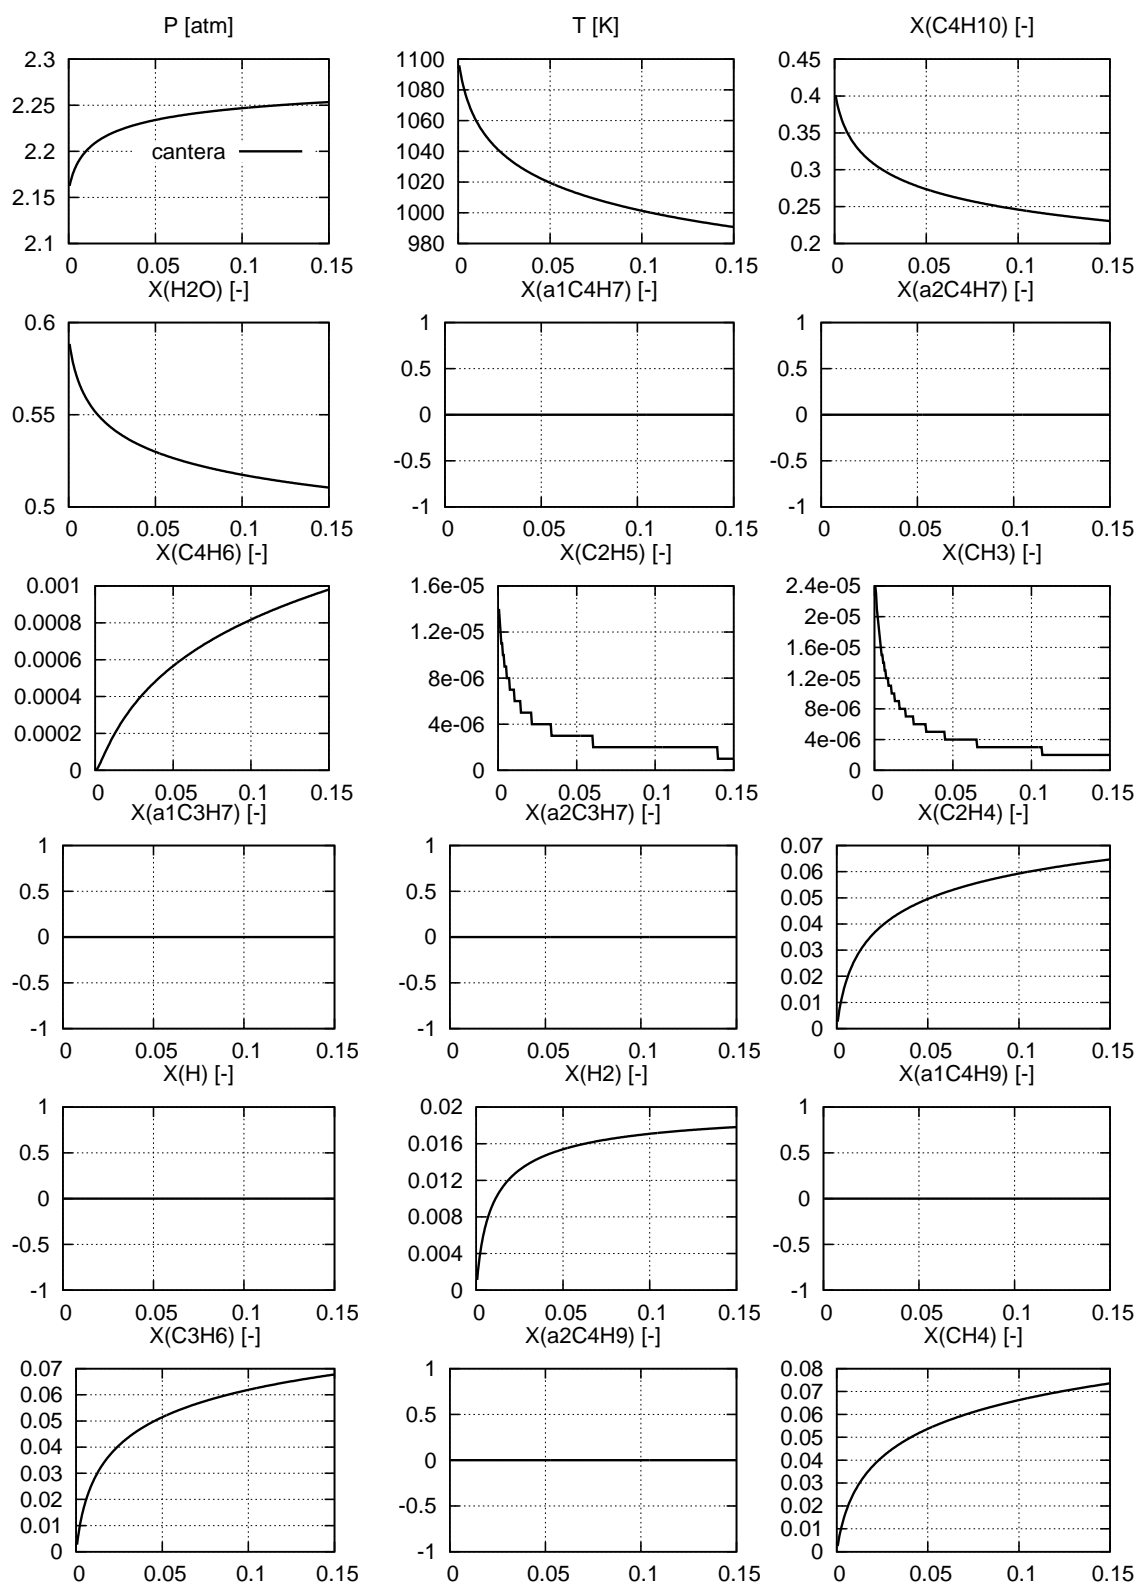 P [atm]
T [K]
X(C4H10) [-]
2.3
2.25
2.2
2.15
2.1
cantera
0 0.05 0.1 0.15
1100
1080
1060
1040
1020
1000
980
0 0.05 0.1 0.15
0.45
0.4
0.35
0.3
0.25
0.2
0 0.05 0.1 0.15
X(H2O) [-]
X(a1C4H7) [-]
X(a2C4H7) [-]
0.6
0.55
0.5
0 0.05 0.1 0.15
1
0.5
0
-0.5
-1
0 0.05 0.1 0.15
1
0.5
0
-0.5
-1
0 0.05 0.1 0.15
X(C4H6) [-]
X(C2H5) [-]
X(CH3) [-]
0.001
0.0008
0.0006
0.0004
0.0002
0
0 0.05 0.1 0.15
1.6e-05
1.2e-05
8e-06
4e-06
0
0 0.05 0.1 0.15
2.4e-05
2e-05
1.6e-05
1.2e-05
8e-06
4e-06
0
0 0.05 0.1 0.15
X(a1C3H7) [-]
X(a2C3H7) [-]
X(C2H4) [-]
1
0.5
0
-0.5
-1
0 0.05 0.1 0.15
1
0.5
0
-0.5
-1
0 0.05 0.1 0.15
0.07
0.06
0.05
0.04
0.03
0.02
0.01
0
0 0.05 0.1 0.15
X(H) [-]
X(H2) [-]
X(a1C4H9) [-]
1
0.5
0
-0.5
-1
0 0.05 0.1 0.15
0.02
0.016
0.012
0.008
0.004
0
0 0.05 0.1 0.15
1
0.5
0
-0.5
-1
0 0.05 0.1 0.15
X(C3H6) [-]
X(a2C4H9) [-]
X(CH4) [-]
0.07
0.06
0.05
0.04
0.03
0.02
0.01
0
0 0.05 0.1 0.15
1
0.5
0
-0.5
-1
0 0.05 0.1 0.15
0.08
0.07
0.06
0.05
0.04
0.03
0.02
0.01
0
0 0.05 0.1 0.15